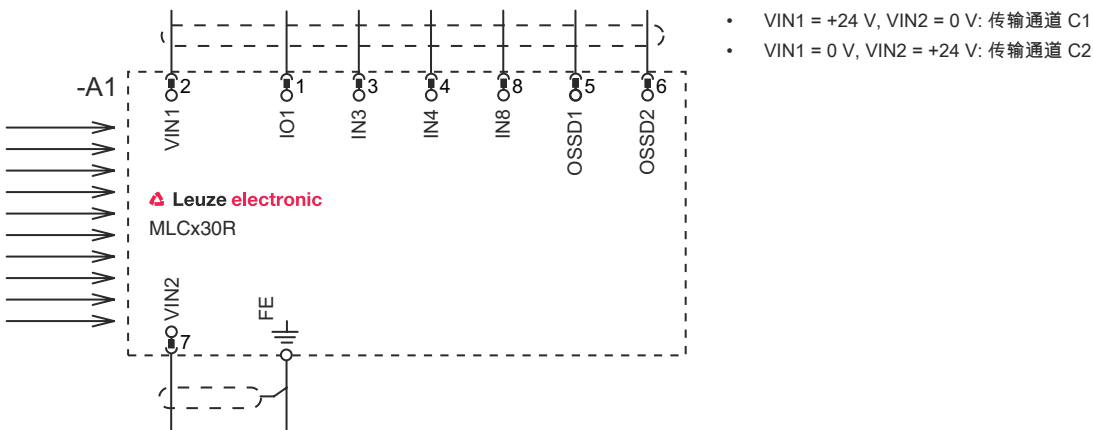 • VIN1 = +24 V, VIN2 = 0 V: 传输通道 C1
• VIN1 = 0 V, VIN2 = +24 V: 传输通道 C2
-A1
2 1 3 4 8 5 6
VIN1 IO1 IN3 IN4 IN8 OSSD1 OSSD2
Leuze electronic
MLCx30R
VIN2 FE
7